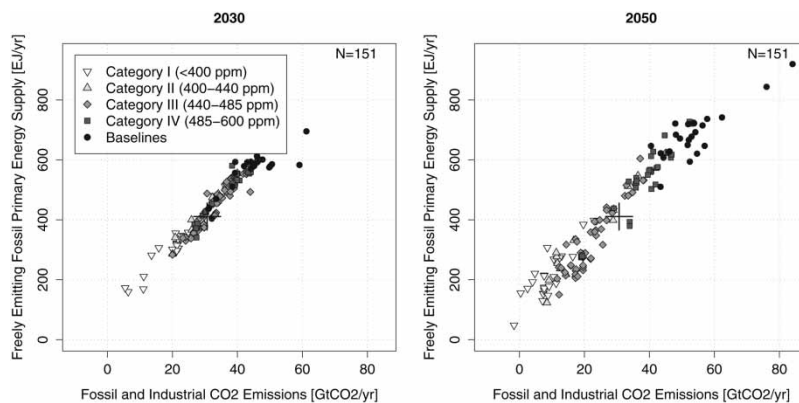 2030
2050
Freely Emitting Fossil Primary Energy Supply [EJ/yr]
0 200 400 600 800
N=151
Category I (<400 ppm)
Category II (400−440 ppm)
Category III (440−485 ppm)
Category IV (485−600 ppm)
Baselines
0 20 40 60 80
Fossil and Industrial CO2 Emissions [GtCO2/yr]
Freely Emitting Fossil Primary Energy Supply [EJ/yr]
0 200 400 600 800
N=151
0 20 40 60 80
Fossil and Industrial CO2 Emissions [GtCO2/yr]